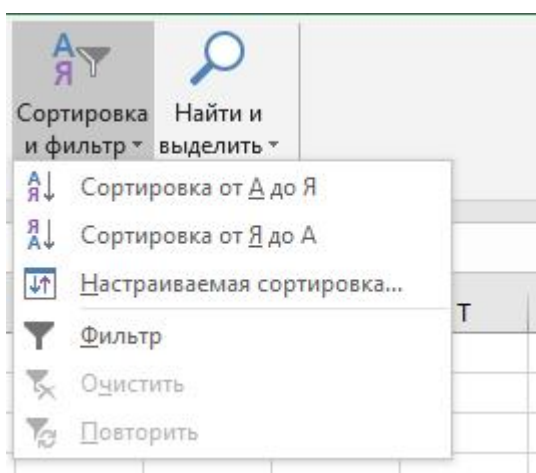 А
Я
Сортировка
и фильтр
Найти и
выделить
А
Я
Сортировка от А до Я
Я
А
Сортировка от Я до А
Настраиваемая сортировка...
T
Фильтр
Очистить
Повторить